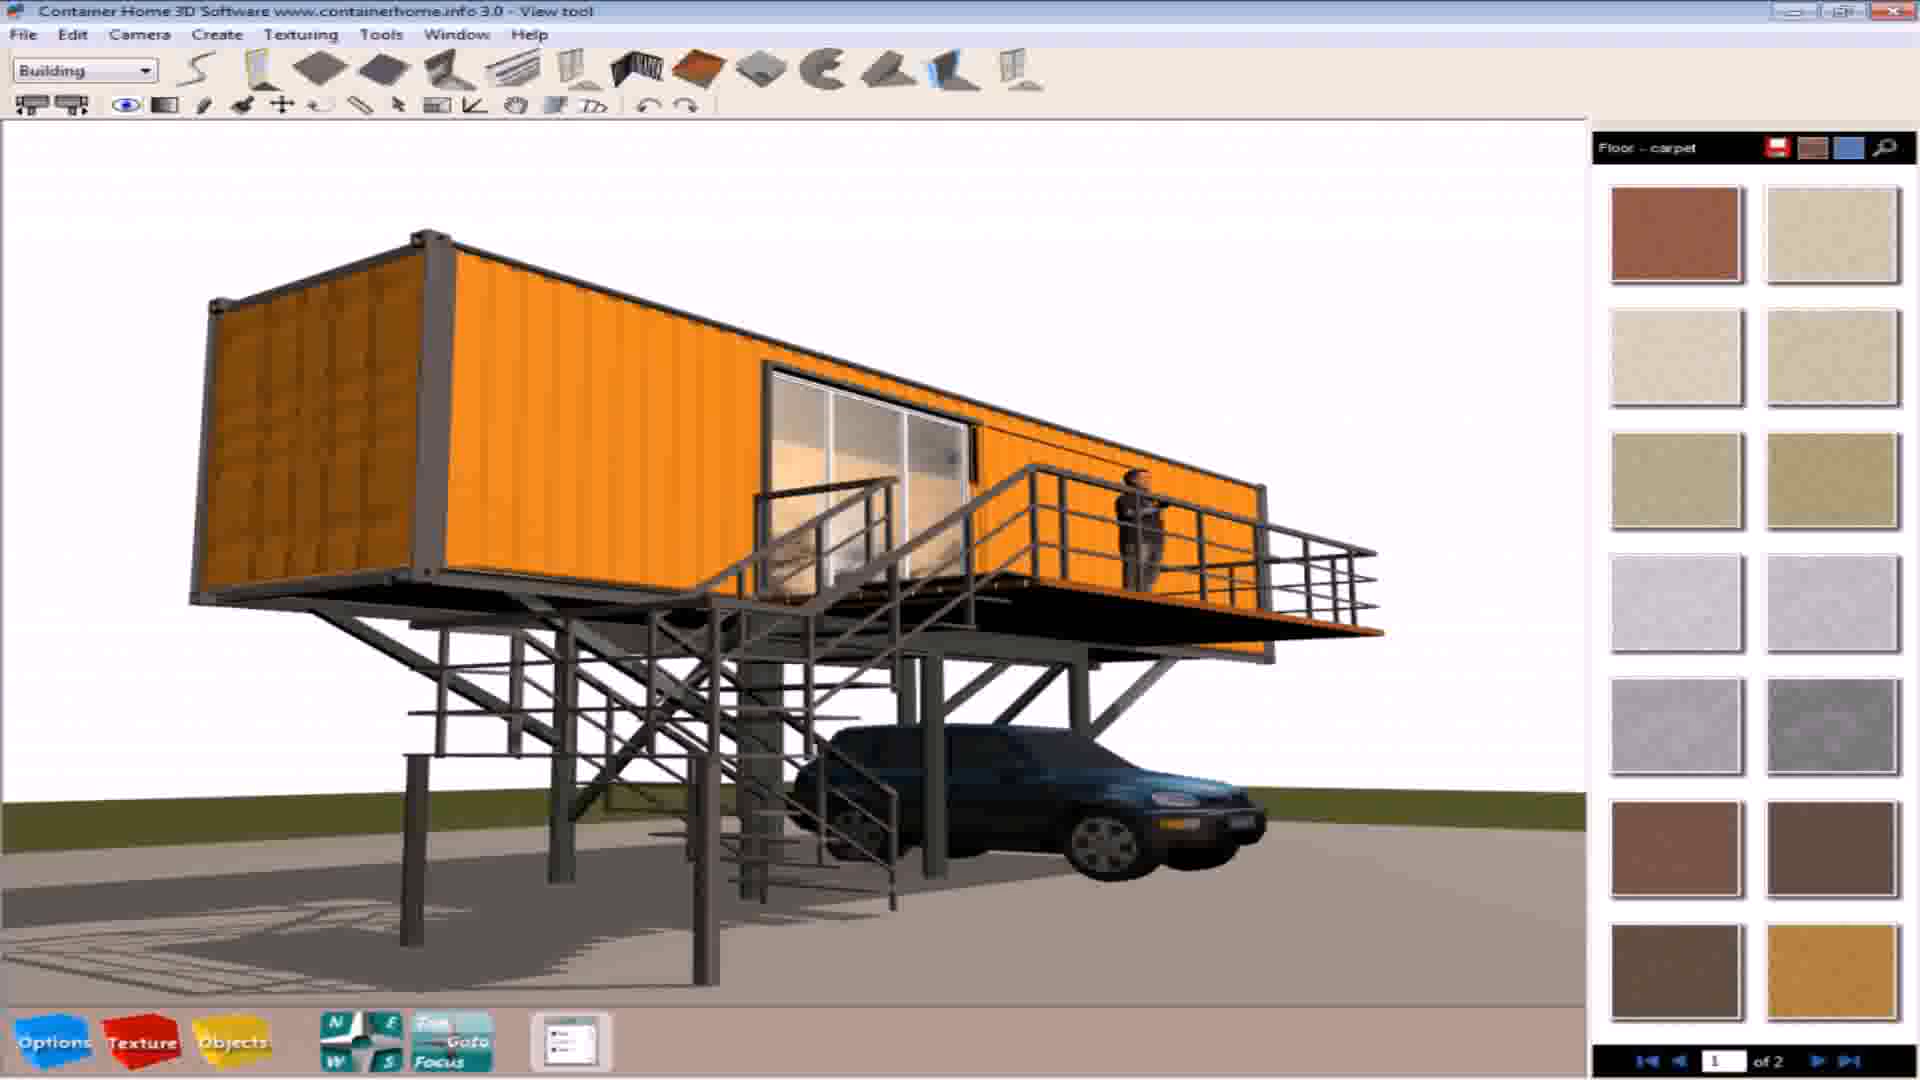 Container Home 3D Software www.containerhome.info 3.0 - View tool
File Edit Camera Create Texturing Tools Window Help
Building
Floor - carpet
Options Texture Objects
N E
W S
Goto
Focus
1 of 2